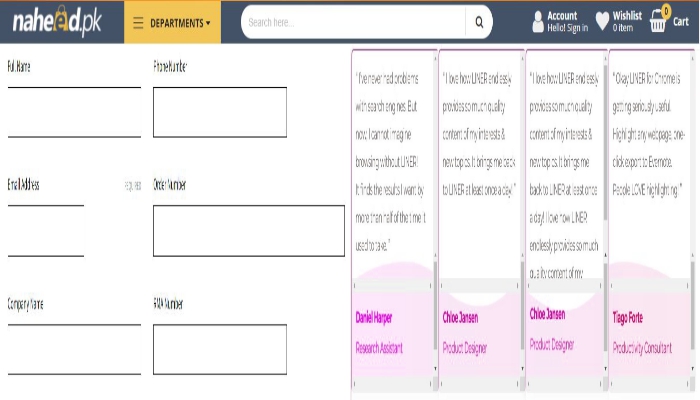 naheed.pk
DEPARTMENTS
Search here...
Account
Hello! Sign in
Wishlist
0 item
0
Cart
Full Name
Phone Number
Email Address
required
Order Number
Company Name
RMA Number
" I've never had problems
with search engines. But
now, I cannot imagine
browsing without LINER!
It finds the results I want by
more than half of the time it
used to take. "
Daniel Harper
Research Assistant
" I love how LINER endlessly
provides so much quality
content of my interests &
new topics. It brings me back
to LINER at least once a day! "
Chloe Jansen
Product Designer
" I love how LINER endlessly
provides so much quality
content of my interests &
new topics. It brings me
back to LINER at least once
a day! I love how LINER
endlessly provides so much
quality content of my
Chloe Jansen
Product Designer
" Okay LINER for Chrome is
getting seriously useful.
Highlight any webpage, one-
click export to Evernote.
People LOVE highlighting. "
Tiago Forte
Productivity Consultant